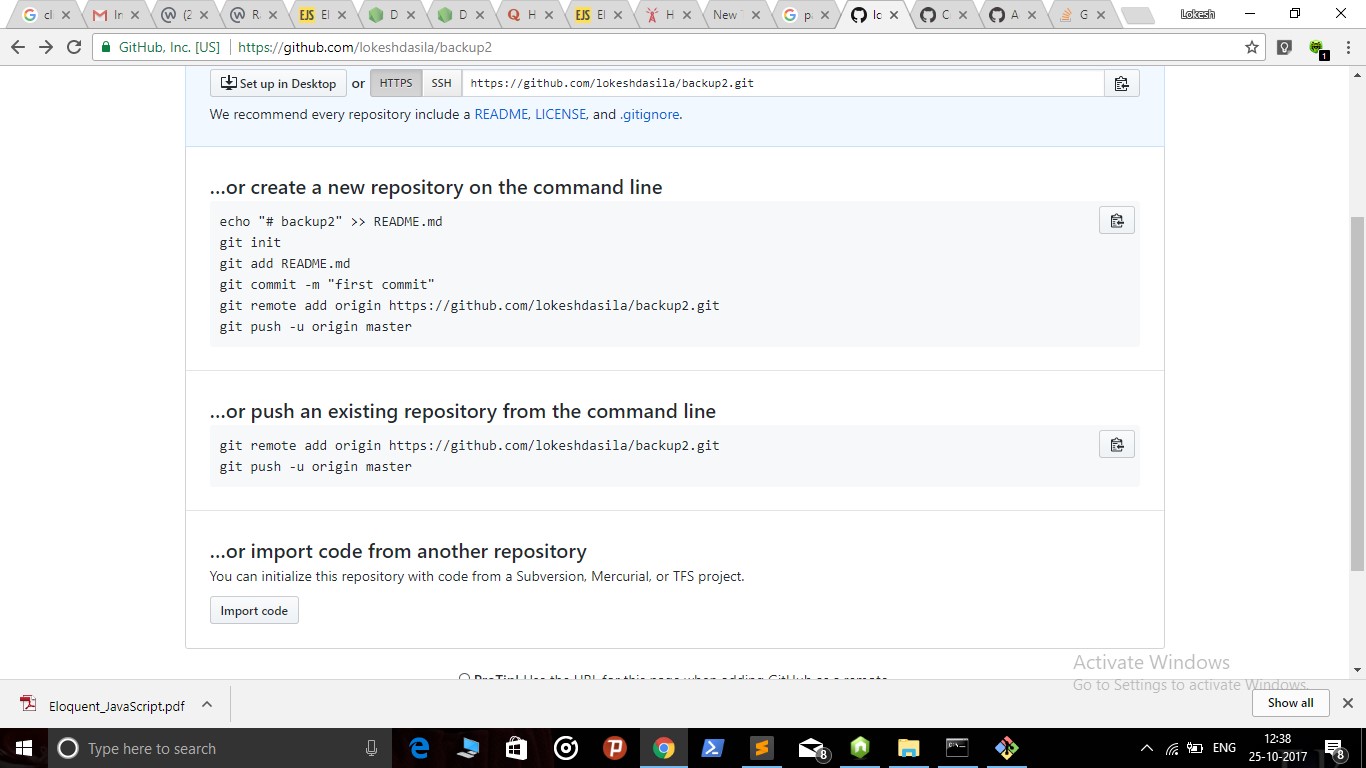 cl
In
(2
R
EJS El
D
D
Q H
EJS El
H
New
G p
Ic
C
A
G
Lokesh
GitHub, Inc. [US] https://github.com/lokeshdasila/backup2
1
Set up in Desktop or HTTPS SSH https://github.com/lokeshdasila/backup2.git
We recommend every repository include a README, LICENSE, and .gitignore.
...or create a new repository on the command line
echo "# backup2" >> README.md
git init
git add README.md
git commit -m "first commit"
git remote add origin https://github.com/lokeshdasila/backup2.git
git push -u origin master
...or push an existing repository from the command line
git remote add origin https://github.com/lokeshdasila/backup2.git
git push -u origin master
...or import code from another repository
You can initialize this repository with code from a Subversion, Mercurial, or TFS project.
Import code
ProTip! Use the URL for this page when adding GitHub as a remote.
Activate Windows
Go to Settings to activate Windows.
Eloquent_JavaScript.pdf
Show all
Type here to search
8
ENG
12:38
25-10-2017
8